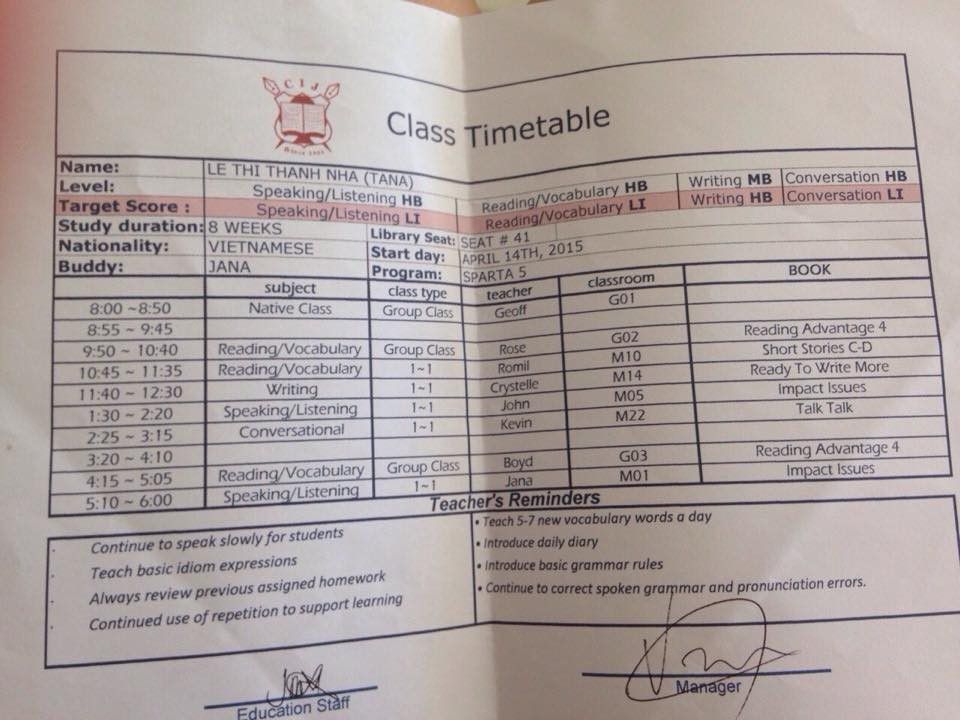 C I J
Class Timetable
Name: LE THI THANH NHA (TANA)
Level: Speaking/Listening HB Reading/Vocabulary HB Writing MB Conversation HB
Target Score : Speaking/Listening LI Reading/Vocabulary LI Writing HB Conversation LI
Study duration: 8 WEEKS Library Seat: SEAT # 41
Nationality: VIETNAMESE Start day: APRIL 14TH, 2015
Buddy: JANA Program: SPARTA 5
subject class type teacher classroom BOOK
8:00 ~8:50 Native Class Group Class Geoff G01
8:55 ~ 9:45
9:50 ~ 10:40 Reading/Vocabulary Group Class Rose G02 Reading Advantage 4
10:45 ~ 11:35 Reading/Vocabulary 1~1 Romil M10 Short Stories C-D
11:40 ~ 12:30 Writing 1~1 Crystelle M14 Ready To Write More
1:30 ~ 2:20 Speaking/Listening 1~1 John M05 Impact Issues
2:25 ~ 3:15 Conversational 1~1 Kevin M22 Talk Talk
3:20 ~ 4:10
4:15 ~ 5:05 Reading/Vocabulary Group Class Boyd G03 Reading Advantage 4
5:10 ~ 6:00 Speaking/Listening 1~1 Jana M01 Impact Issues
Teacher's Reminders
Continue to speak slowly for students
Teach basic idiom expressions
Always review previous assigned homework
Continued use of repetition to support learning
• Teach 5-7 new vocabulary words a day
• Introduce daily diary
• Introduce basic grammar rules
• Continue to correct spoken grammar and pronunciation errors.
Education Staff
Manager